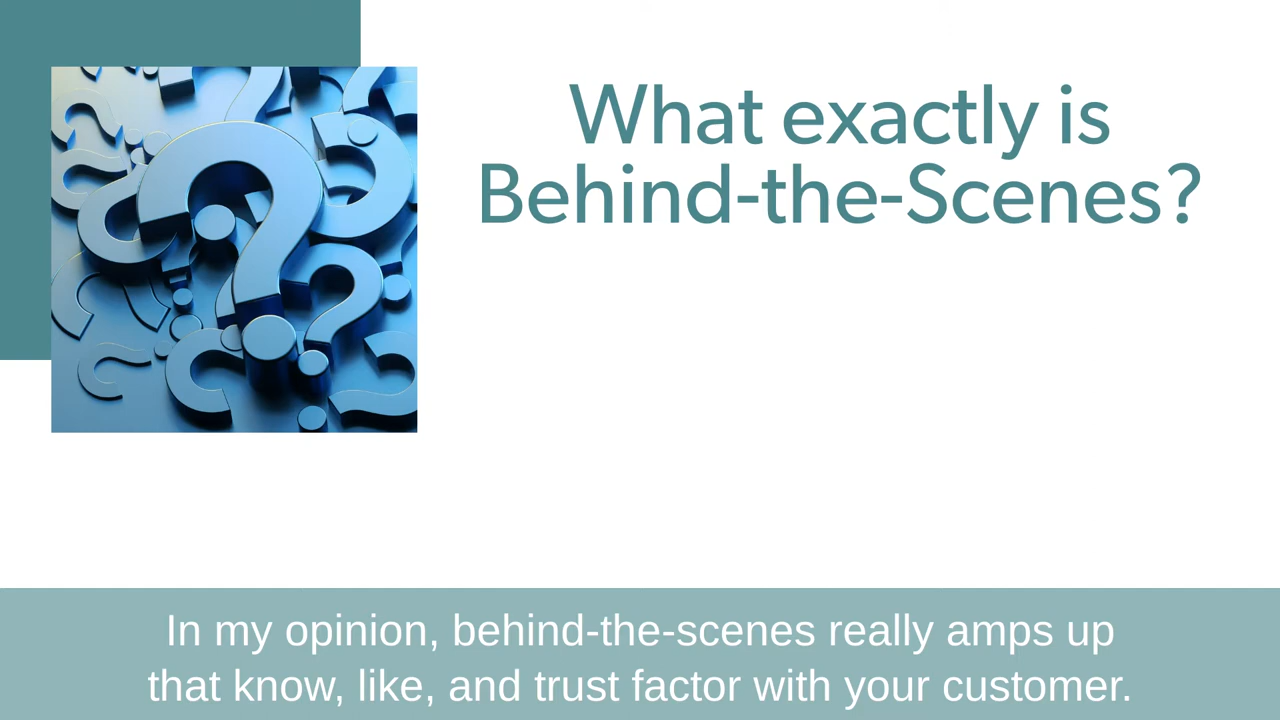 What exactly is
Behind-the-Scenes?
In my opinion, behind-the-scenes really amps up
that know, like, and trust factor with your customer.